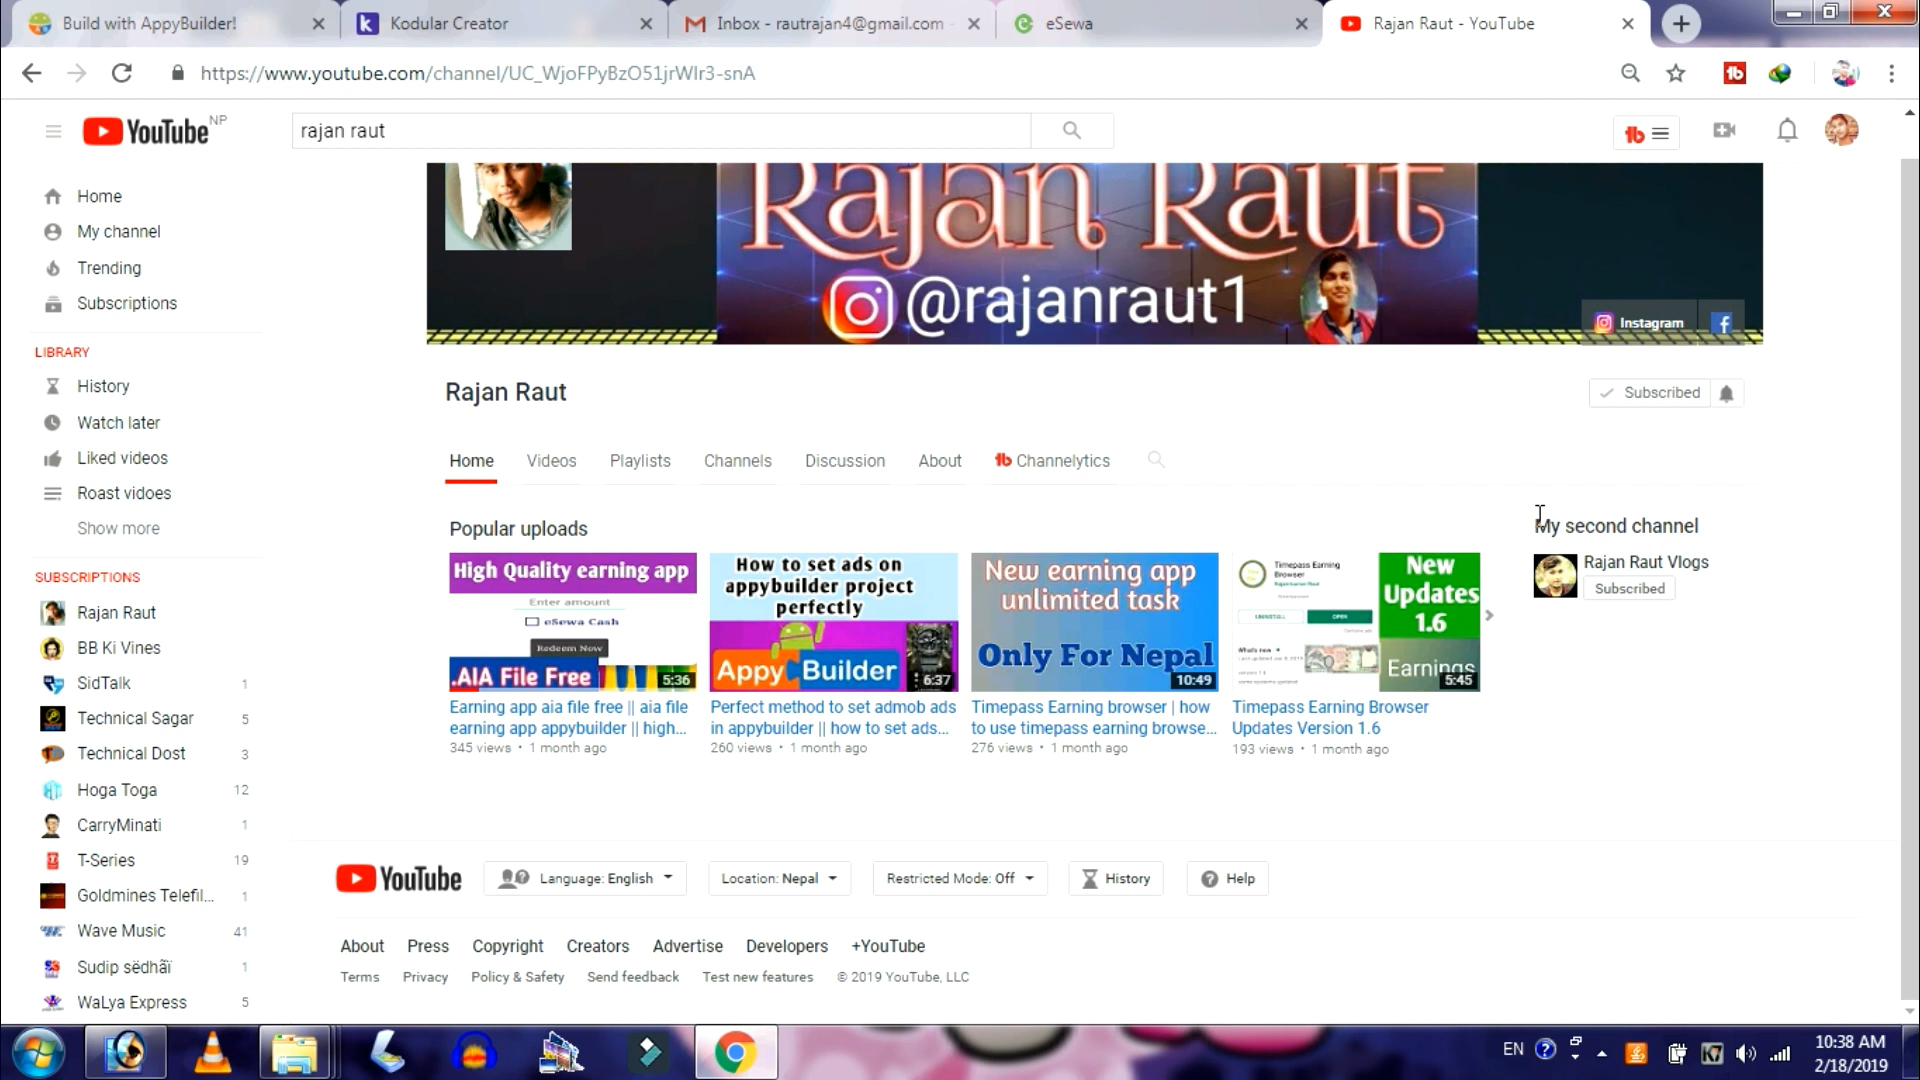 Build with AppyBuilder!
Kodular Creator
Inbox - rautrajan4@gmail.com -
eSewa
Rajan Raut - YouTube
https://www.youtube.com/channel/UC_WjoFPyBzO51jrWIr3-snA
YouTube NP
rajan raut
Home
My channel
Trending
Subscriptions
LIBRARY
History
Watch later
Liked videos
Roast vidoes
Show more
SUBSCRIPTIONS
Rajan Raut
BB Ki Vines
SidTalk 1
Technical Sagar 5
Technical Dost 3
Hoga Toga 12
CarryMinati 1
T-Series 19
Goldmines Telefil... 1
Wave Music 41
Sudip sëdhãï 1
WaLya Express 5
Rajan Raut
@rajanraut1
Instagram
Rajan Raut
Subscribed
Home Videos Playlists Channels Discussion About Channelytics
Popular uploads
High Quality earning app
Enter amount
eSewa Cash
Redeem Now
.AIA File Free
5:36
Earning app aia file free || aia file
earning app appybuilder || high...
345 views • 1 month ago
How to set ads on
appybuilder project
perfectly
Appy Builder
6:37
Perfect method to set admob ads
in appybuilder || how to set ads...
260 views • 1 month ago
New earning app
unlimited task
Only For Nepal
10:49
Timepass Earning browser | how
to use timepass earning browse...
276 views • 1 month ago
Timepass Earning
Browser
UNINSTALL
OPEN
What's new
New
Updates
1.6
Earnings
5:45
Timepass Earning Browser
Updates Version 1.6
193 views • 1 month ago
My second channel
Rajan Raut Vlogs
Subscribed
YouTube
Language: English
Location: Nepal
Restricted Mode: Off
History
Help
About Press Copyright Creators Advertise Developers +YouTube
Terms Privacy Policy & Safety Send feedback Test new features © 2019 YouTube, LLC
EN
10:38 AM
2/18/2019